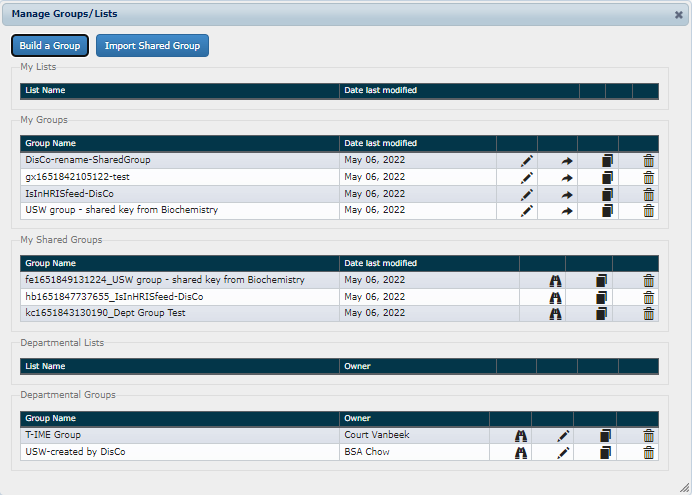 Manage Groups/Lists
Build a Group Import Shared Group
My Lists
List Name Date last modified
My Groups
Group Name Date last modified
DisCo-rename-SharedGroup May 06, 2022
gx1651842105122-test May 06, 2022
IsInHRISfeed-DisCo May 06, 2022
USW group - shared key from Biochemistry May 06, 2022
My Shared Groups
Group Name Date last modified
fe1651849131224_USW group - shared key from Biochemistry May 06, 2022
hb1651847737655_IsInHRISfeed-DisCo May 06, 2022
kc1651843130190_Dept Group Test May 06, 2022
Departmental Lists
List Name Owner
Departmental Groups
Group Name Owner
T-IME Group Court Vanbeek
USW-created by DisCo BSA Chow